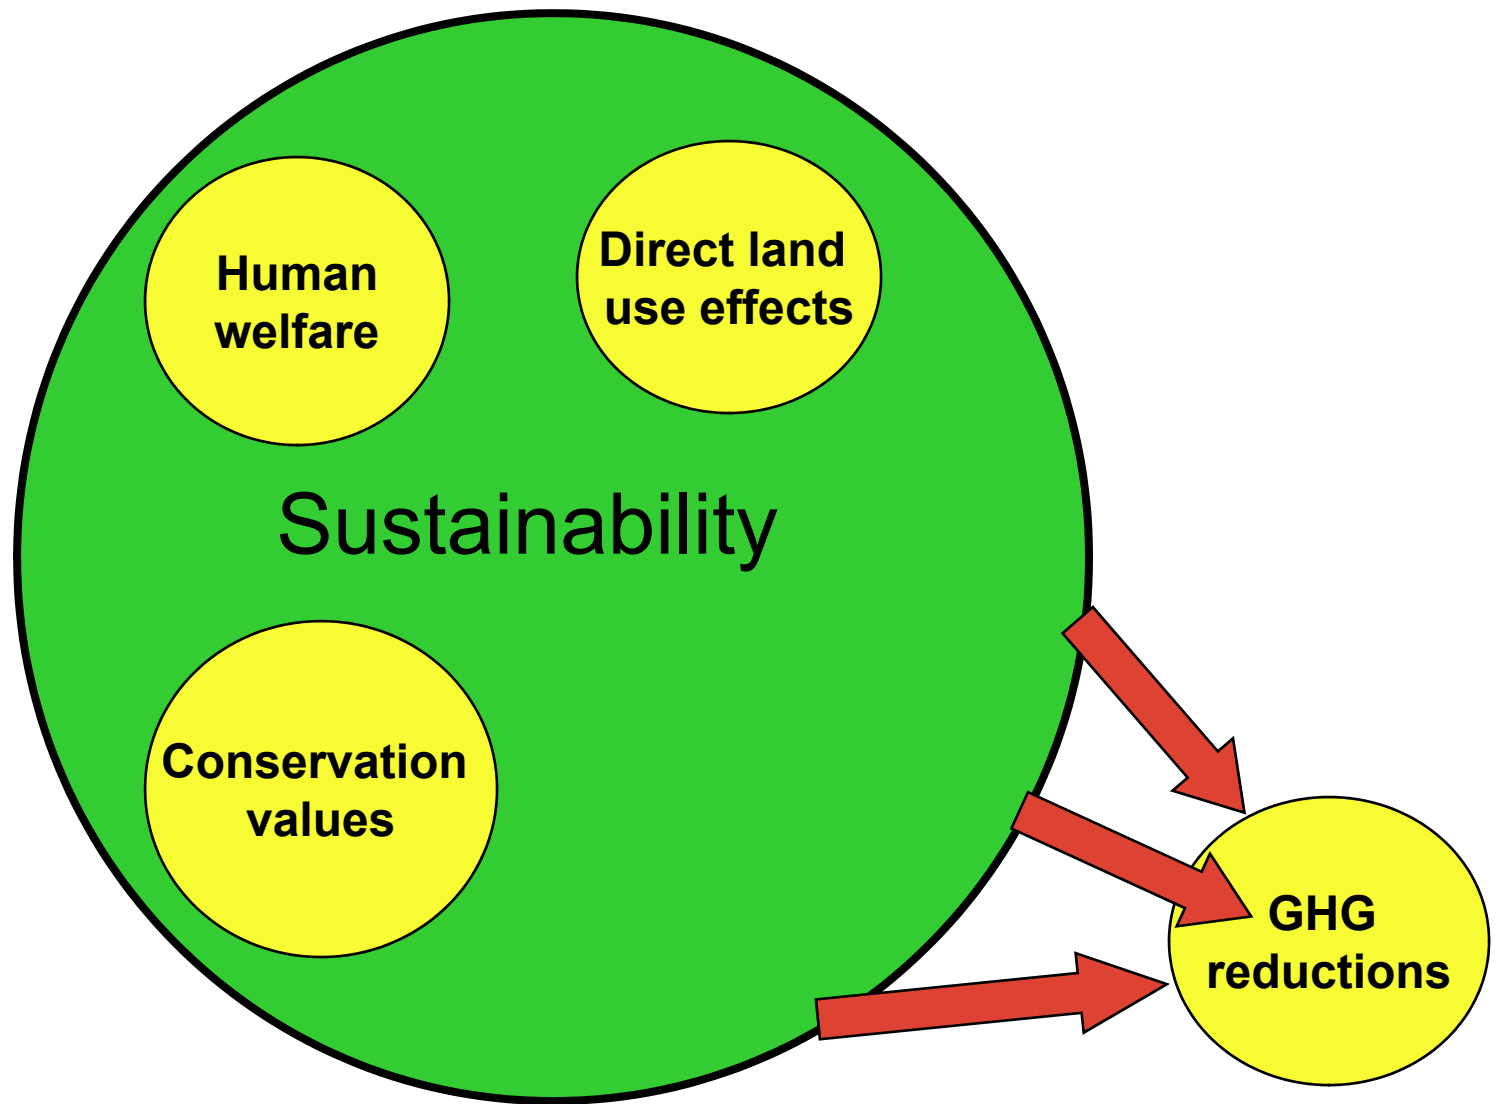 Human
welfare
Direct land
use effects
Sustainability
Conservation
values
GHG
reductions